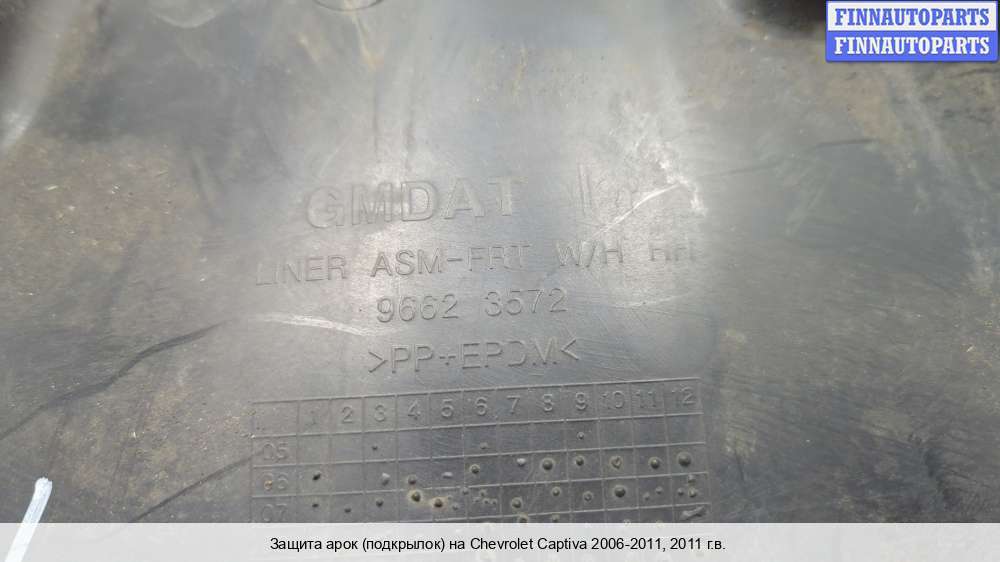 FINNAUTOPARTS
FINNAUTOPARTS
GMDAT
LINER ASM-FRT W/H
9662 3572
>PP+EPDM<
1 2 3 4 5 6 7 8 9 10 11 12
05
06
07
Защита арок (подкрылок) на Chevrolet Captiva 2006-2011, 2011 г.в.